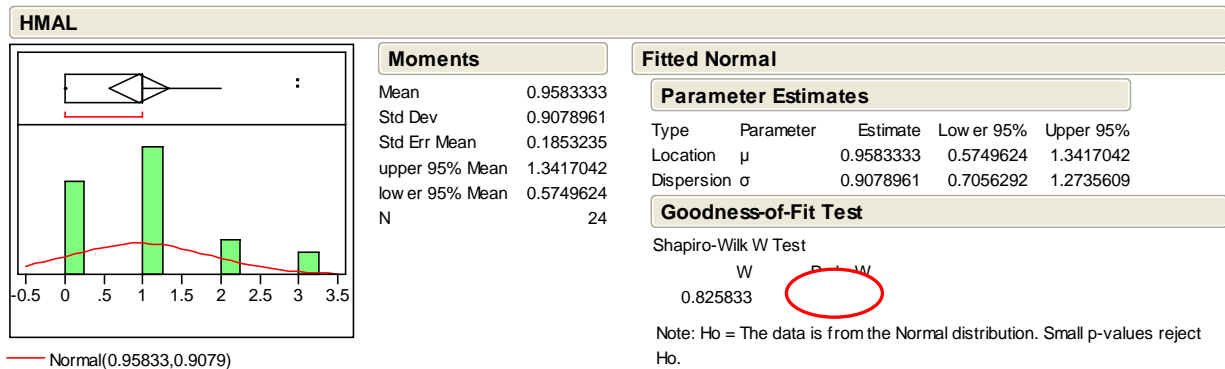 HMAL
-0.5 0 .5 1 1.5 2 2.5 3 3.5
Normal(0.95833,0.9079)
Moments
Mean 0.9583333
Std Dev 0.9078961
Std Err Mean 0.1853235
upper 95% Mean 1.3417042
lower 95% Mean 0.5749624
N 24
Fitted Normal
Parameter Estimates
Type Parameter Estimate Lower 95% Upper 95%
Location μ 0.9583333 0.5749624 1.3417042
Dispersion σ 0.9078961 0.7056292 1.2735609
Goodness-of-Fit Test
Shapiro-Wilk W Test
W
0.825833
Note: Ho = The data is from the Normal distribution. Small p-values reject
Ho.